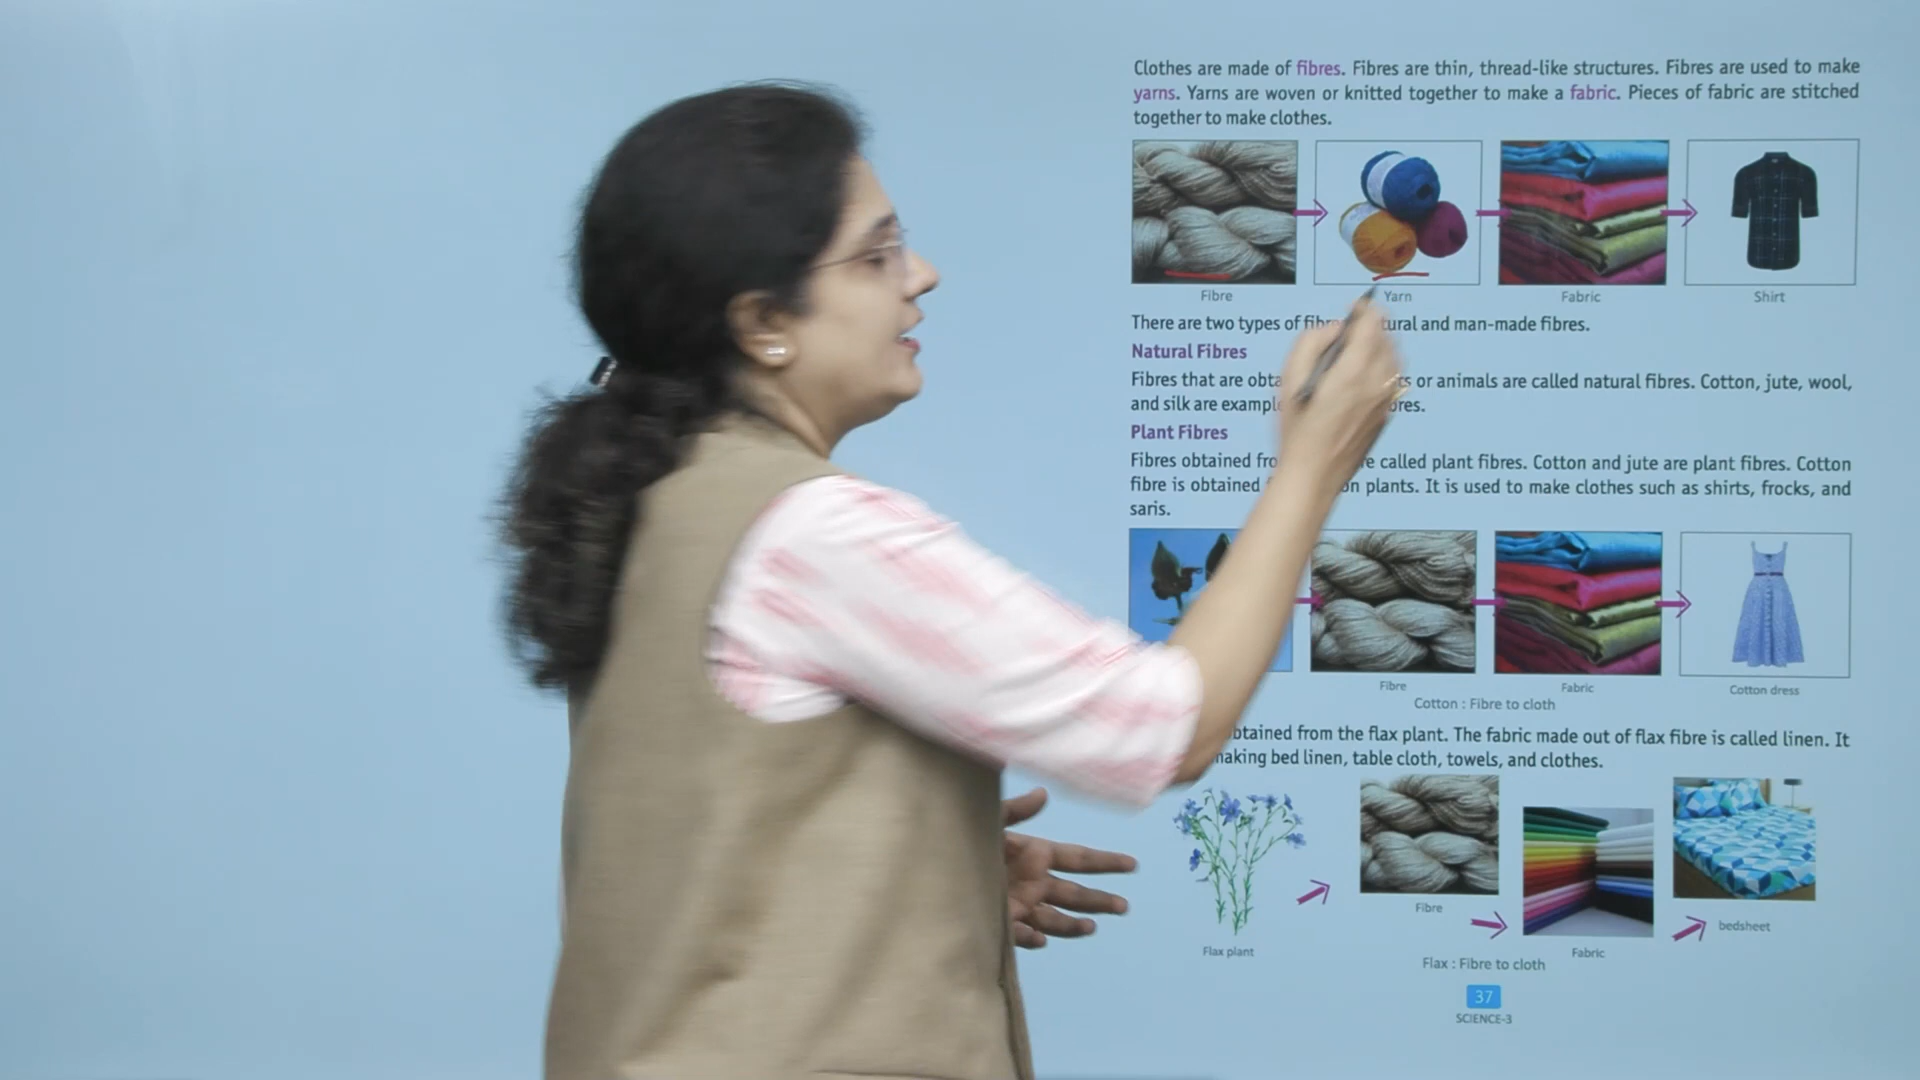 Clothes are made of fibres. Fibres are thin, thread-like structures. Fibres are used to make
yarns. Yarns are woven or knitted together to make a fabric. Pieces of fabric are stitched
together to make clothes.
Fibre
Yarn
Fabric
Shirt
There are two types of tural and man-made fibres.
Natural Fibres
Fibres that are or animals are called natural fibres. Cotton, jute, wool,
and silk are
Plant Fibres
Fibres obtained called plant fibres. Cotton and jute are plant fibres. Cotton
fibre is obtained plants. It is used to make clothes such as shirts, frocks, and
saris.
Fibre
Fabric
Cotton dress
Cotton : Fibre to cloth
btained from the flax plant. The fabric made out of flax fibre is called linen. It
aking bed linen, table cloth, towels, and clothes.
Flax plant
Fibre
Fabric
bedsheet
Flax : Fibre to cloth
37
SCIENCE-3